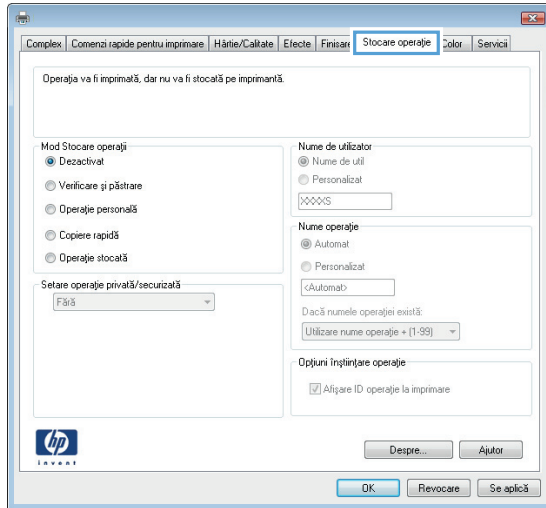 Complex Comenzi rapide pentru imprimare Hârtie/Calitate Efecte Finisare Stocare operaţie Color Servicii
Operaţia va fi imprimată, dar nu va fi stocată pe imprimantă.
Mod Stocare operaţii
Dezactivat
Verificare şi păstrare
Operaţie personală
Copiere rapidă
Operaţie stocată
Setare operaţie privată/securizată
Fără
Nume de utilizator
Nume de util
Personalizat
XXXXS
Nume operaţie
Automat
Personalizat
<Automat>
Dacă numele operaţiei există:
Utilizare nume operaţie + (1-99)
Opţiuni înştiinţare operaţie
Afişare ID operaţie la imprimare
hp
invent
Despre... Ajutor
OK Revocare Se aplică